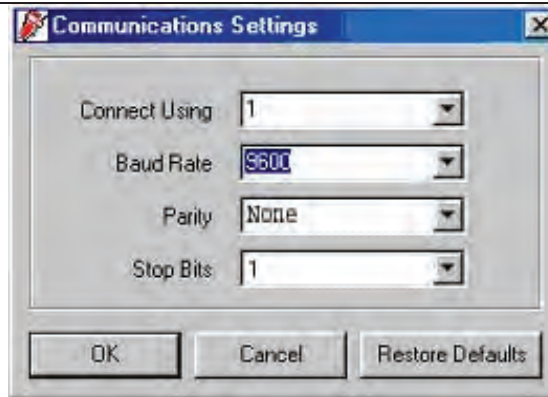 Communications Settings
Connect Using 1
Baud Rate 9600
Parity None
Stop Bits 1
OK Cancel Restore Defaults